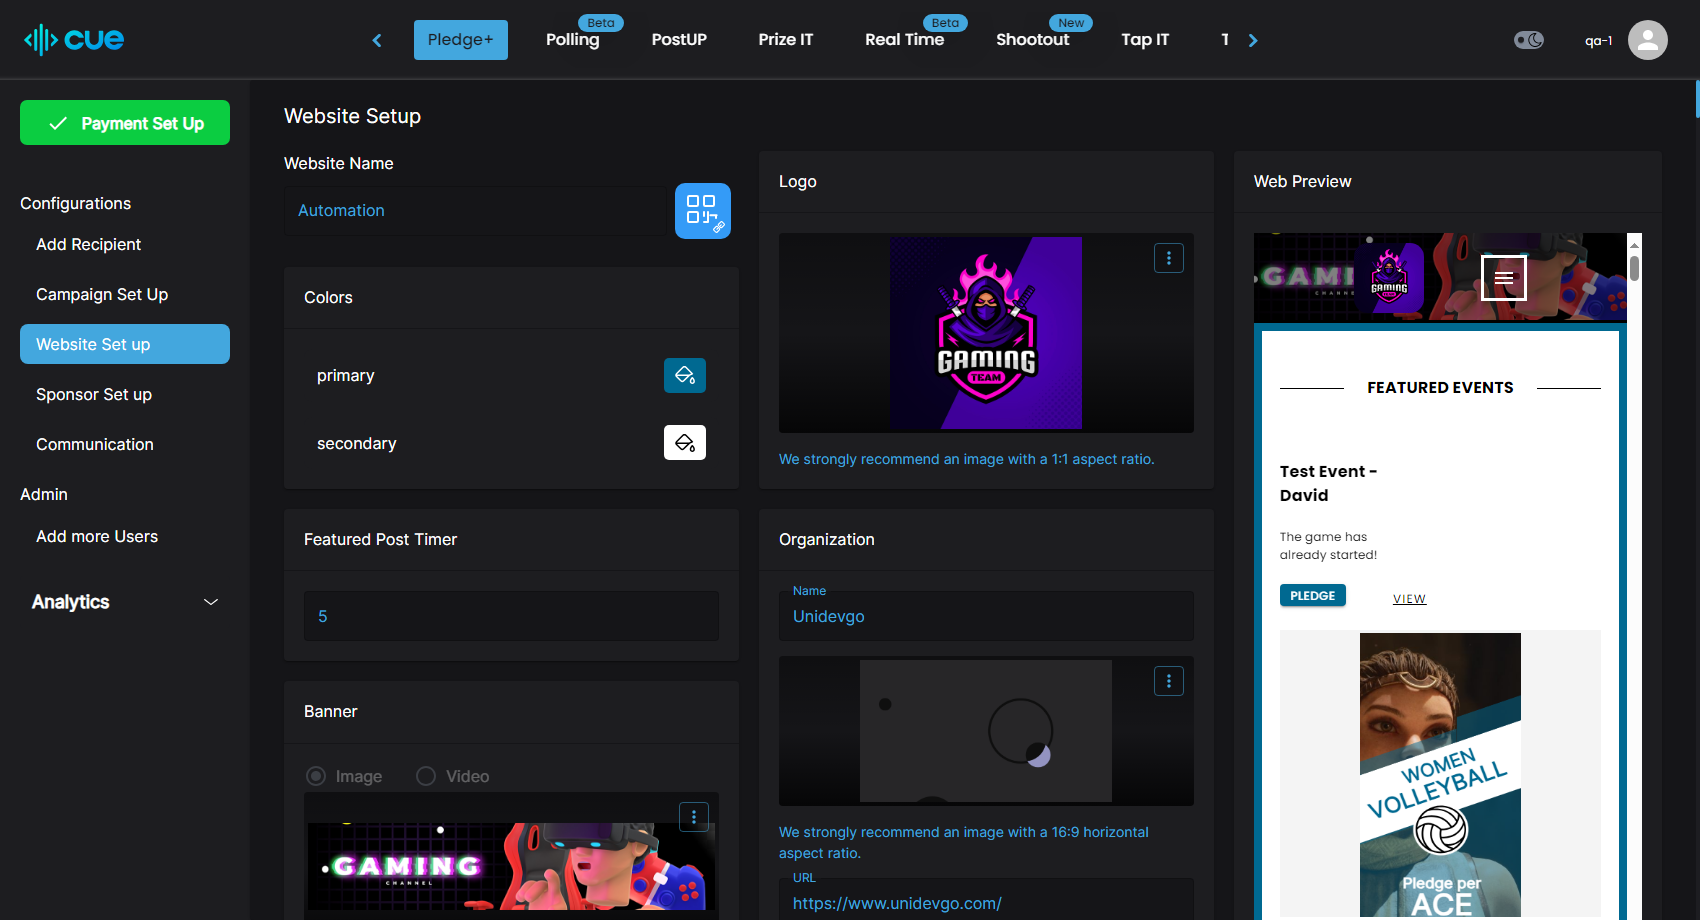 cue
Pledge+
Beta
Polling
PostUP
Prize IT
Beta
Real Time
New
Shootout
Tap IT
qa-1
Payment Set Up
Configurations
Add Recipient
Campaign Set Up
Website Set up
Sponsor Set up
Communication
Admin
Add more Users
Analytics
Website Setup
Website Name
Automation
Colors
primary
secondary
Featured Post Timer
5
Banner
Image
Video
GAMING
CHANNEL
Logo
GAMING
TEAM
We strongly recommend an image with a 1:1 aspect ratio.
Organization
Name
Unidevgo
We strongly recommend an image with a 16:9 horizontal
aspect ratio.
URL
https://www.unidevgo.com/
Web Preview
GAMING
TEAM
FEATURED EVENTS
Test Event -
David
The game has
already started!
PLEDGE
VIEW
WOMEN
VOLLEYBALL
Pledge per
ACE